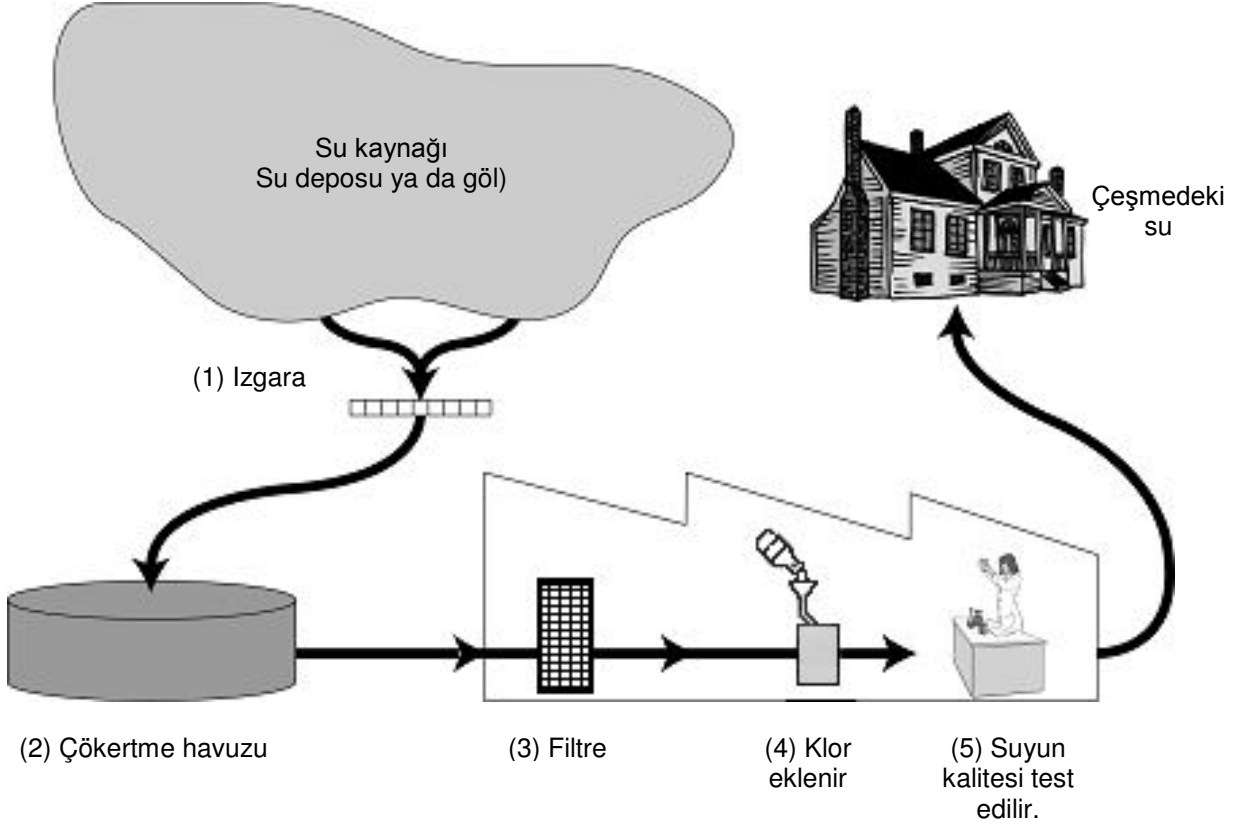 Su kaynağı
Su deposu ya da göl)
Çeşmedeki
su
(1) Izgara
(2) Çökertme havuzu
(3) Filtre
(4) Klor
eklenir
(5) Suyun
kalitesi test
edilir.